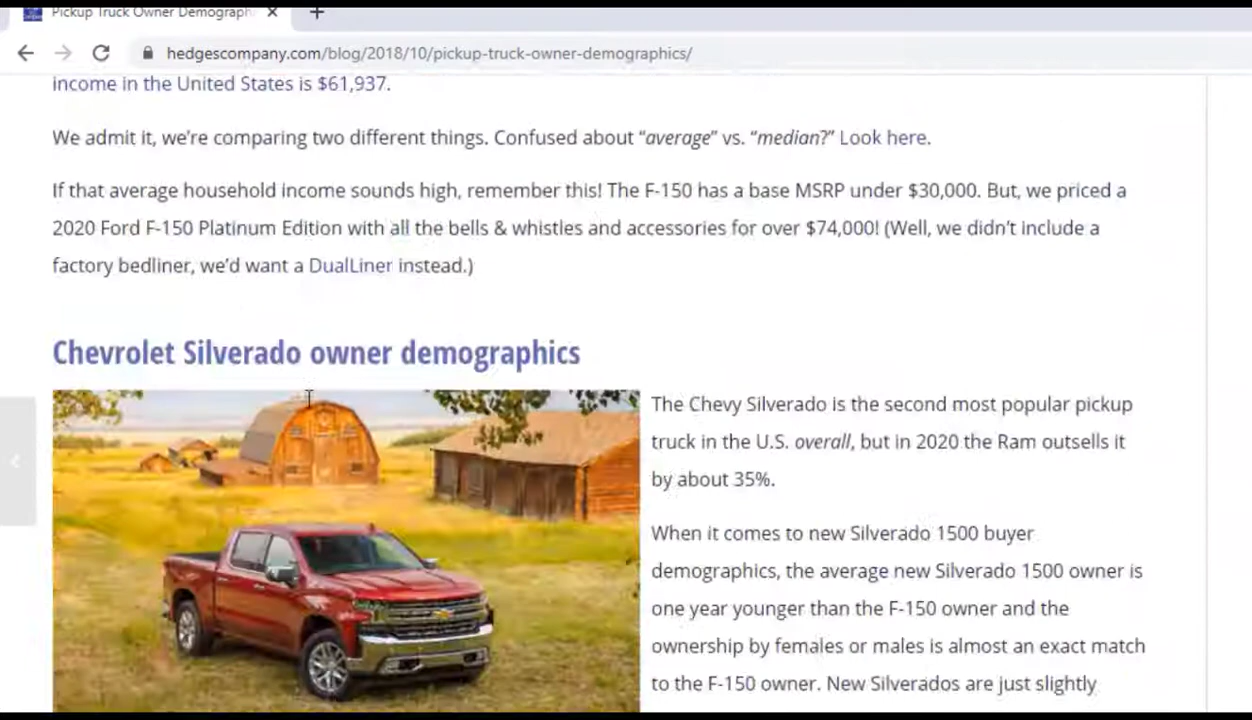 Pickup Truck Owner Demograph
hedgescompany.com/blog/2018/10/pickup-truck-owner-demographics/
income in the United States is $61,937.
We admit it, we're comparing two different things. Confused about “average” vs. “median?” Look here.
If that average household income sounds high, remember this! The F-150 has a base MSRP under $30,000. But, we priced a
2020 Ford F-150 Platinum Edition with all the bells & whistles and accessories for over $74,000! (Well, we didn't include a
factory bedliner, we'd want a DualLiner instead.)
Chevrolet Silverado owner demographics
The Chevy Silverado is the second most popular pickup
truck in the U.S. overall, but in 2020 the Ram outsells it
by about 35%.
When it comes to new Silverado 1500 buyer
demographics, the average new Silverado 1500 owner is
one year younger than the F-150 owner and the
ownership by females or males is almost an exact match
to the F-150 owner. New Silverados are just slightly